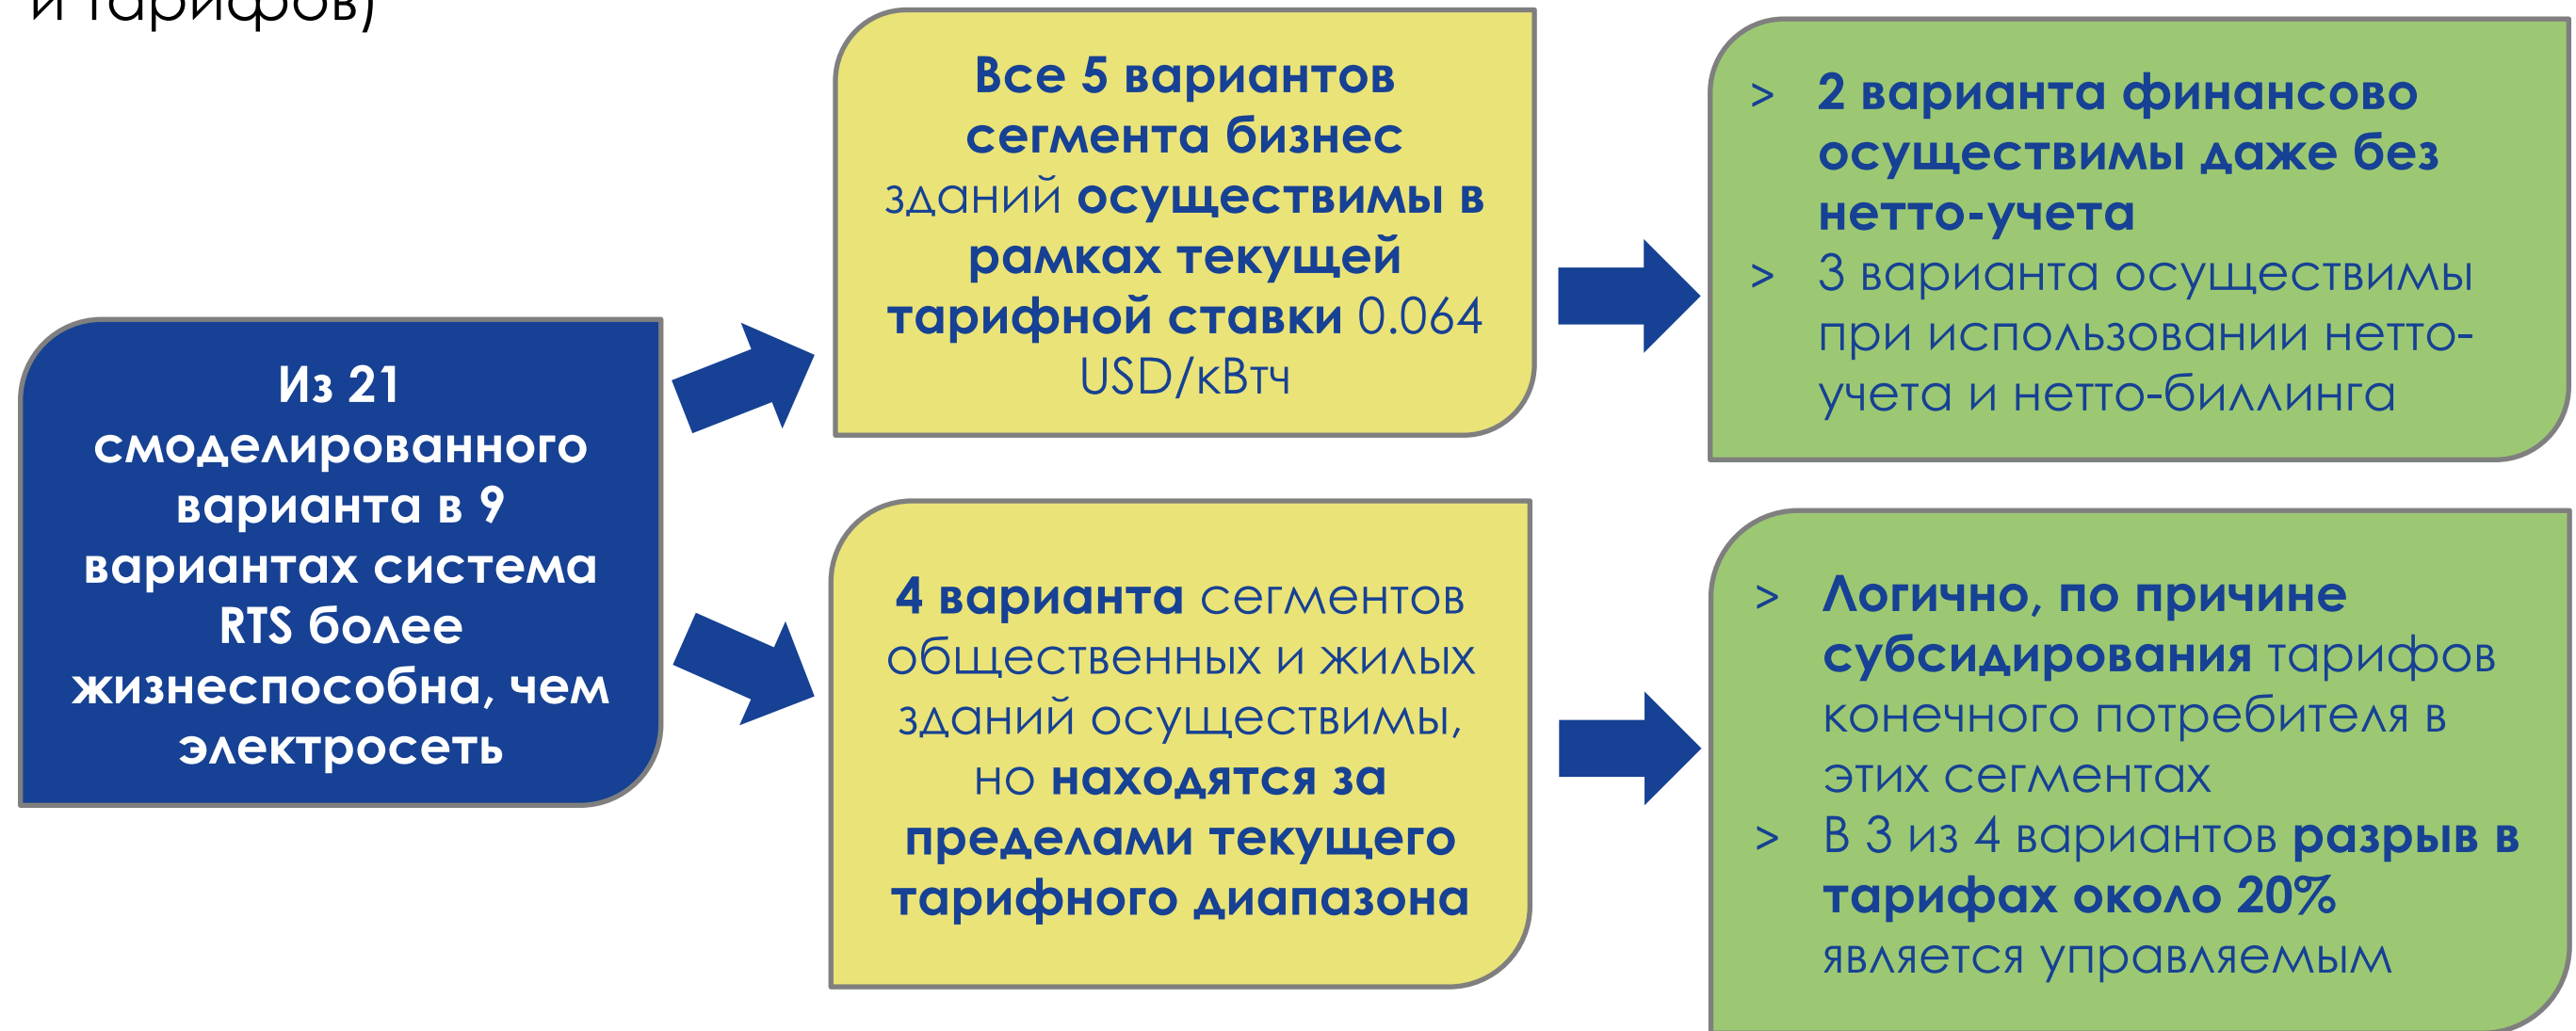 и тарифов)
Из 21
смоделированного
варианта в 9
вариантах система
RTS более
жизнеспособна, чем
электросеть
Все 5 вариантов
сегмента бизнес
зданий осуществимы в
рамках текущей
тарифной ставки 0.064
USD/кВтч
> 2 варианта финансово
осуществимы даже без
нетто-учета
> 3 варианта осуществимы
при использовании нетто-
учета и нетто-биллинга
4 варианта сегментов
общественных и жилых
зданий осуществимы,
но находятся за
пределами текущего
тарифного диапазона
> Логично, по причине
субсидирования тарифов
конечного потребителя в
этих сегментах
> В 3 из 4 вариантов разрыв в
тарифах около 20%
является управляемым